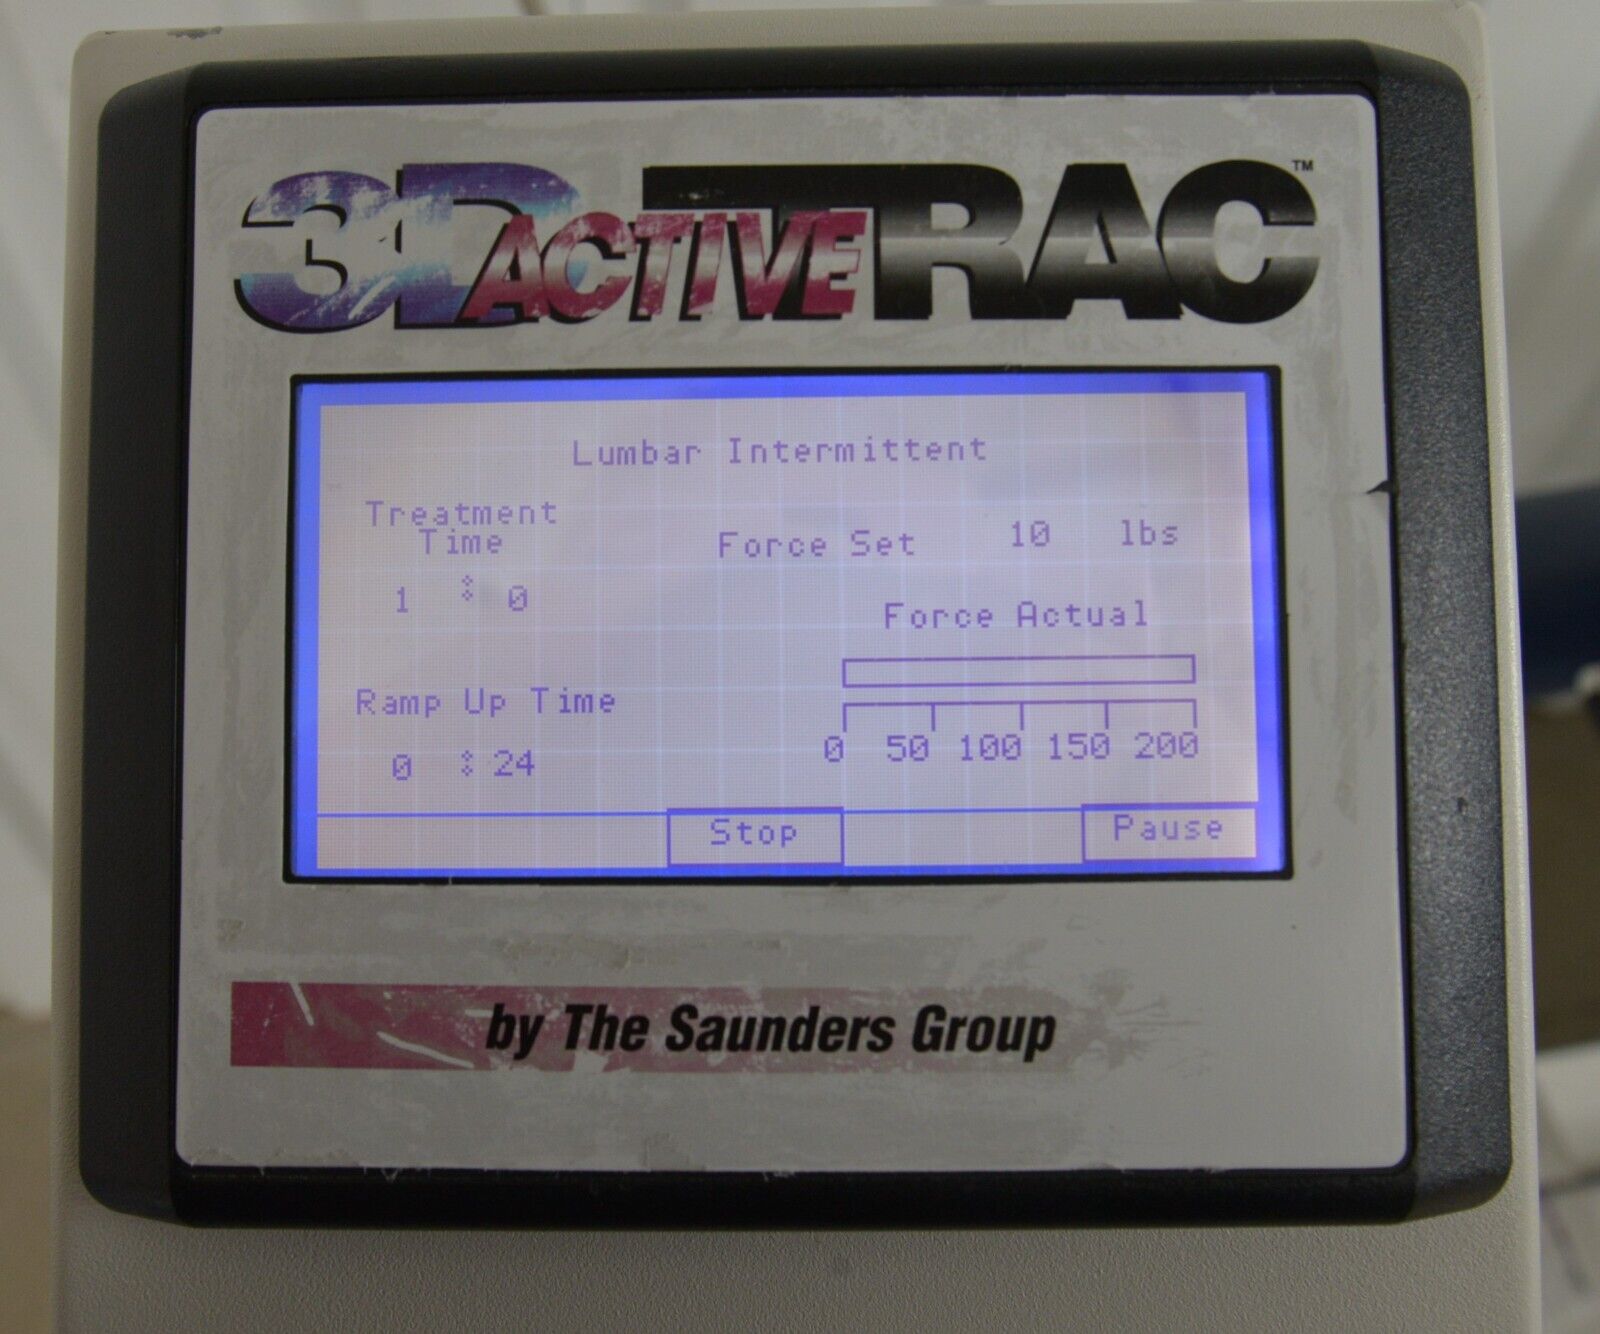 3D ACTIVE TRAC™
Lumbar Intermittent
Treatment
Time
1 : 0
Force Set 10 lbs
Force Actual
0 50 100 150 200
Ramp Up Time
0 : 24
Stop Pause
by The Saunders Group